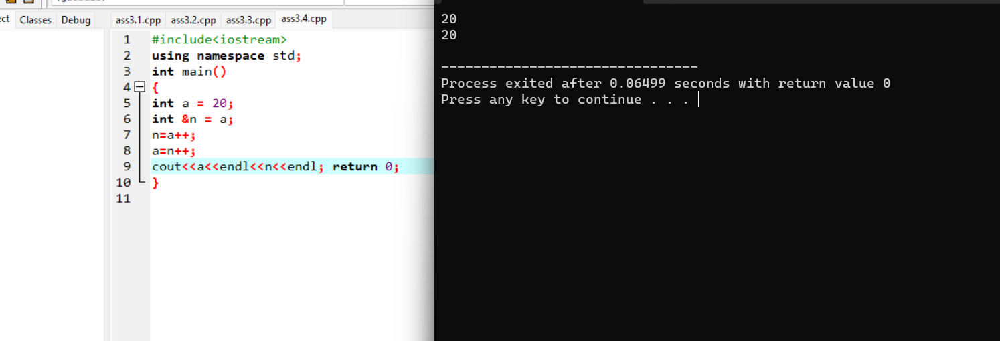 ct Classes Debug ass3.1.cpp ass3.2.cpp ass3.3.cpp ass3.4.cpp
1 #include<iostream>
2 using namespace std;
3 int main()
4 {
5 int a = 20;
6 int &n = a;
7 n=a++;
8 a=n++;
9 cout<<a<<endl<<n<<endl; return 0;
10 }
11
20
20
--------------------------------
Process exited after 0.06499 seconds with return value 0
Press any key to continue . . .